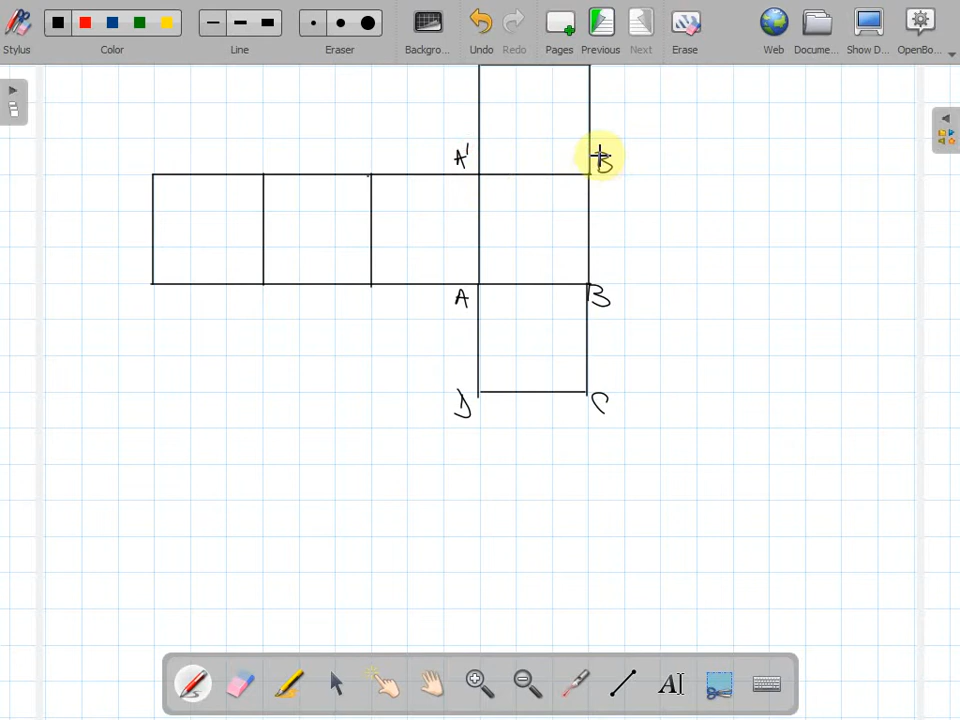 Stylus
Color
Line
Eraser
Backgro...
Undo
Redo
Pages
Previous
Next
Erase
Web
Docume...
Show D...
OpenBo...
A'
B
A
B
D
C
A